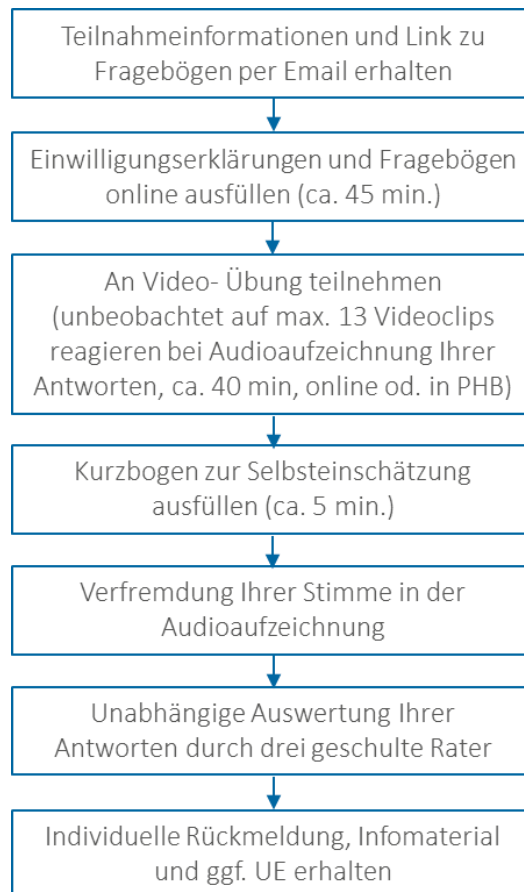 Teilnahmeinformationen und Link zu
Fragebögen per Email erhalten
Einwilligungserklärungen und Fragebögen
online ausfüllen (ca. 45 min.)
An Video- Übung teilnehmen
(unbeobachtet auf max. 13 Videoclips
reagieren bei Audioaufzeichnung Ihrer
Antworten, ca. 40 min, online od. in PHB)
Kurzbogen zur Selbsteinschätzung
ausfüllen (ca. 5 min.)
Verfremdung Ihrer Stimme in der
Audioaufzeichnung
Unabhängige Auswertung Ihrer
Antworten durch drei geschulte Rater
Individuelle Rückmeldung, Infomaterial
und ggf. UE erhalten